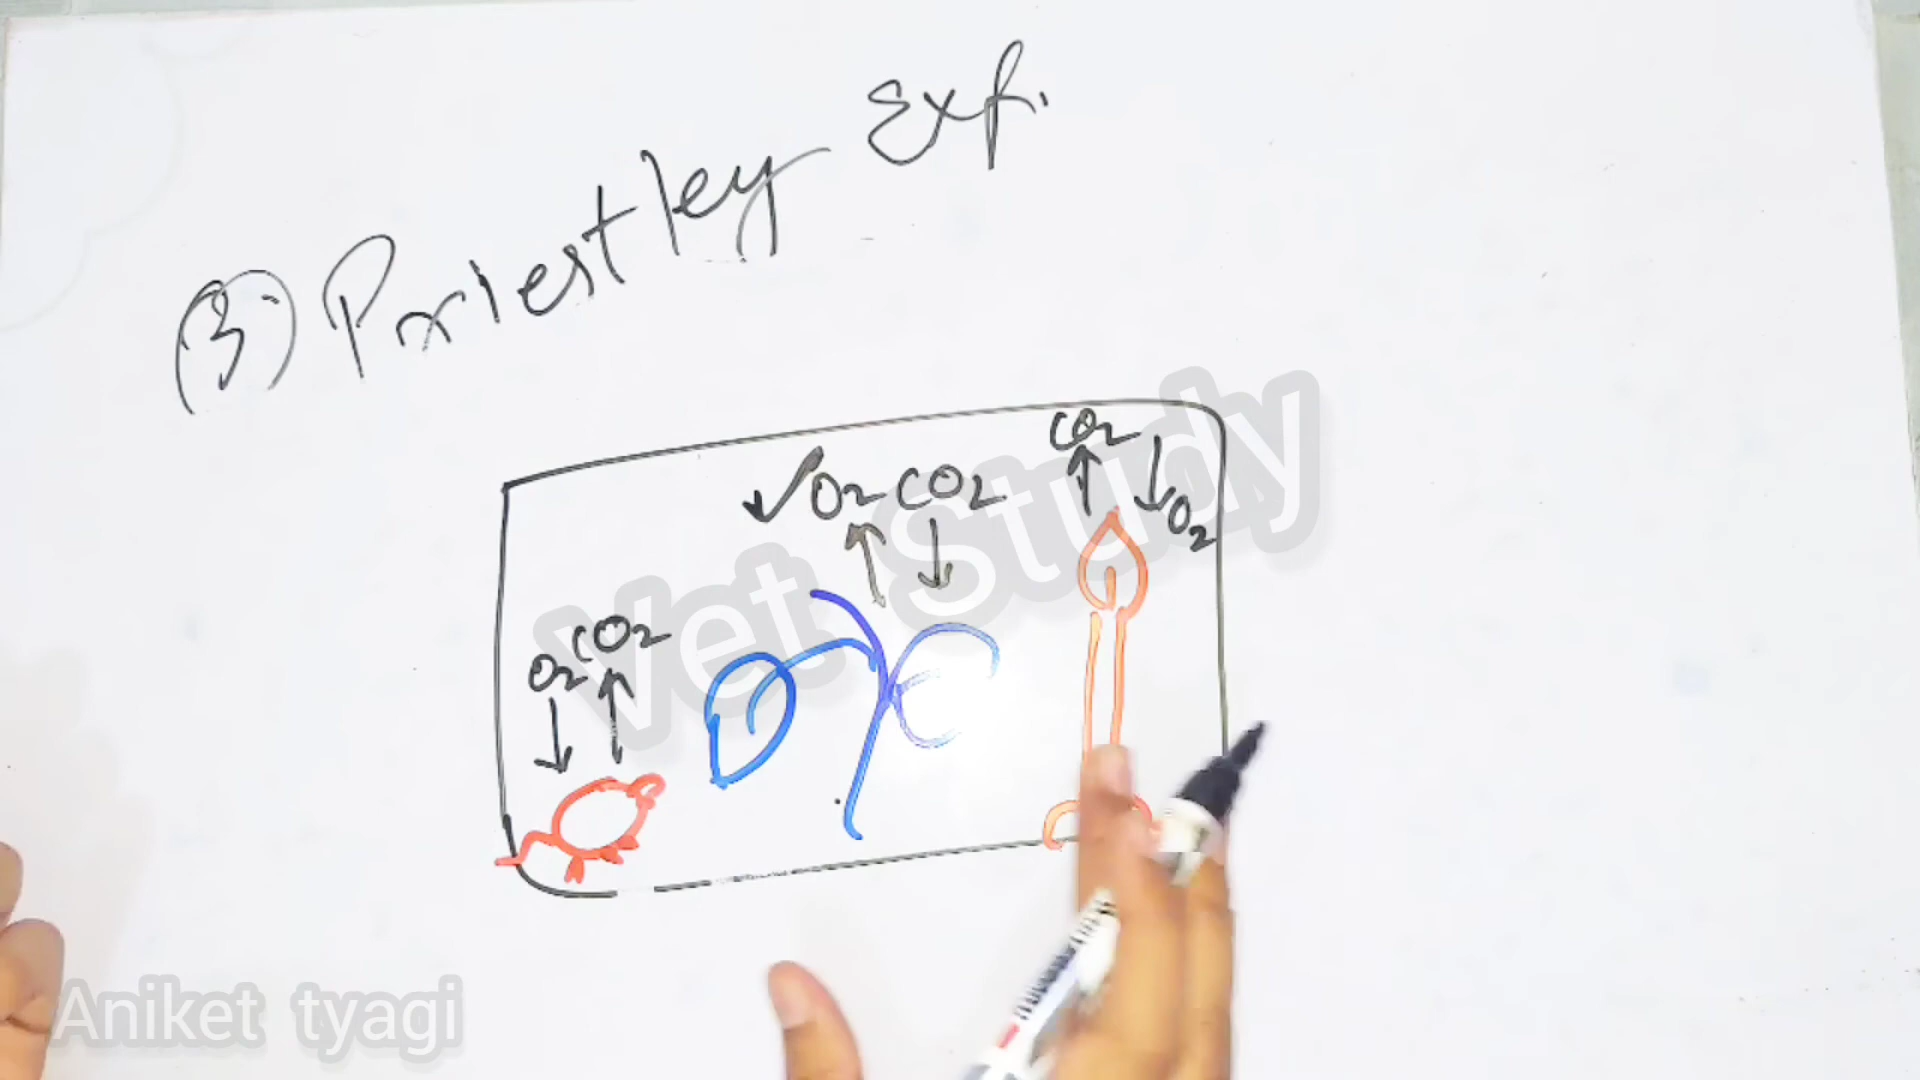 (3) Priestley Exp.
CO2
O2 CO2
O2
CO2
O2
Vet Study
Aniket tyagi